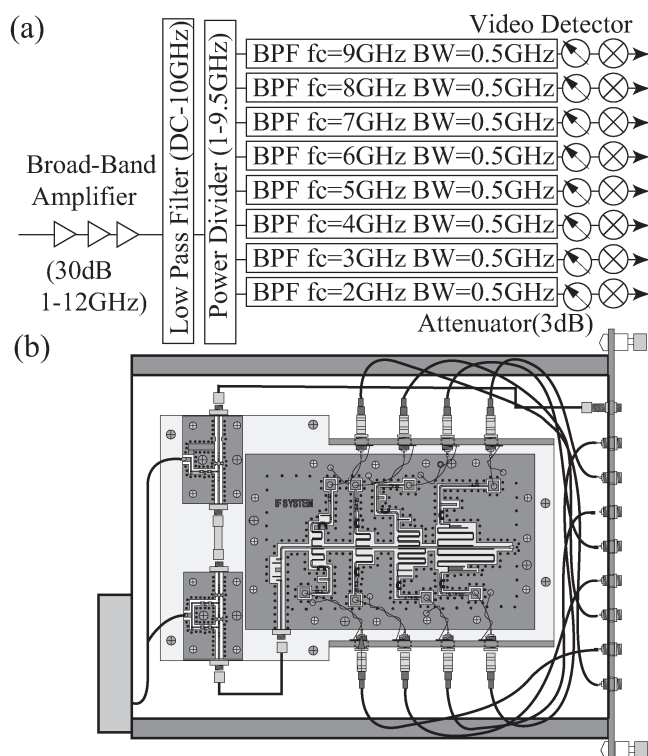 (a)
Video Detector
BPF fc=9GHz BW=0.5GHz
BPF fc=8GHz BW=0.5GHz
BPF fc=7GHz BW=0.5GHz
BPF fc=6GHz BW=0.5GHz
BPF fc=5GHz BW=0.5GHz
BPF fc=4GHz BW=0.5GHz
BPF fc=3GHz BW=0.5GHz
BPF fc=2GHz BW=0.5GHz
Low Pass Filter (DC-10GHz)
Power Divider (1-9.5GHz)
Broad-Band
Amplifier
(30dB
1-12GHz)
Attenuator(3dB)
(b)
IF SYSTEM